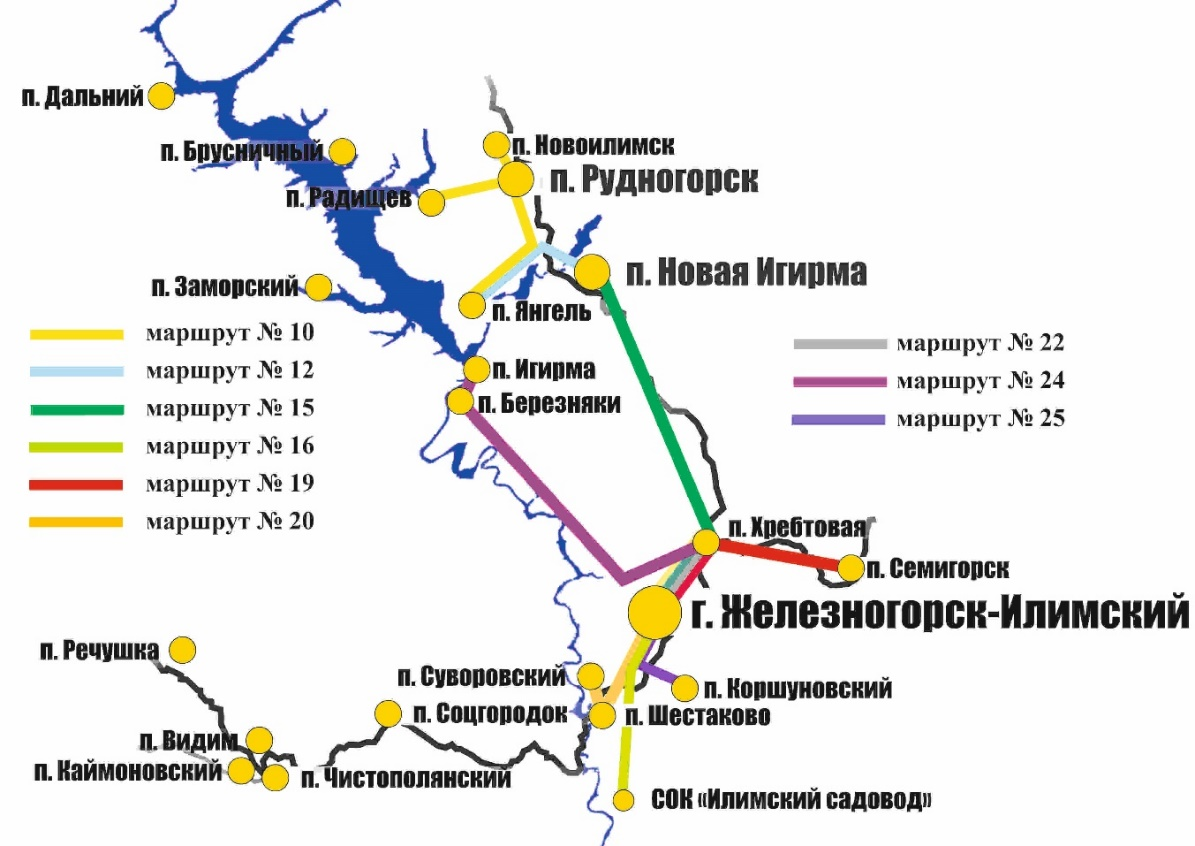 п. Дальний
п. Брусничный
п. Новоилимск
п. Рудногорск
п. Радищев
п. Новая Игирма
п. Заморский
п. Янгель
маршрут № 10
маршрут № 12
маршрут № 15
маршрут № 16
маршрут № 19
маршрут № 20
маршрут № 22
маршрут № 24
маршрут № 25
п. Игирма
п. Березняки
п. Хребтовая
п. Семигорск
г. Железногорск-Илимский
п. Речушка
п. Суворовский
п. Коршуновский
п. Соцгородок
п. Шестаково
п. Видим
п. Каймоновский
п. Чистополянский
СОК «Илимский садовод»